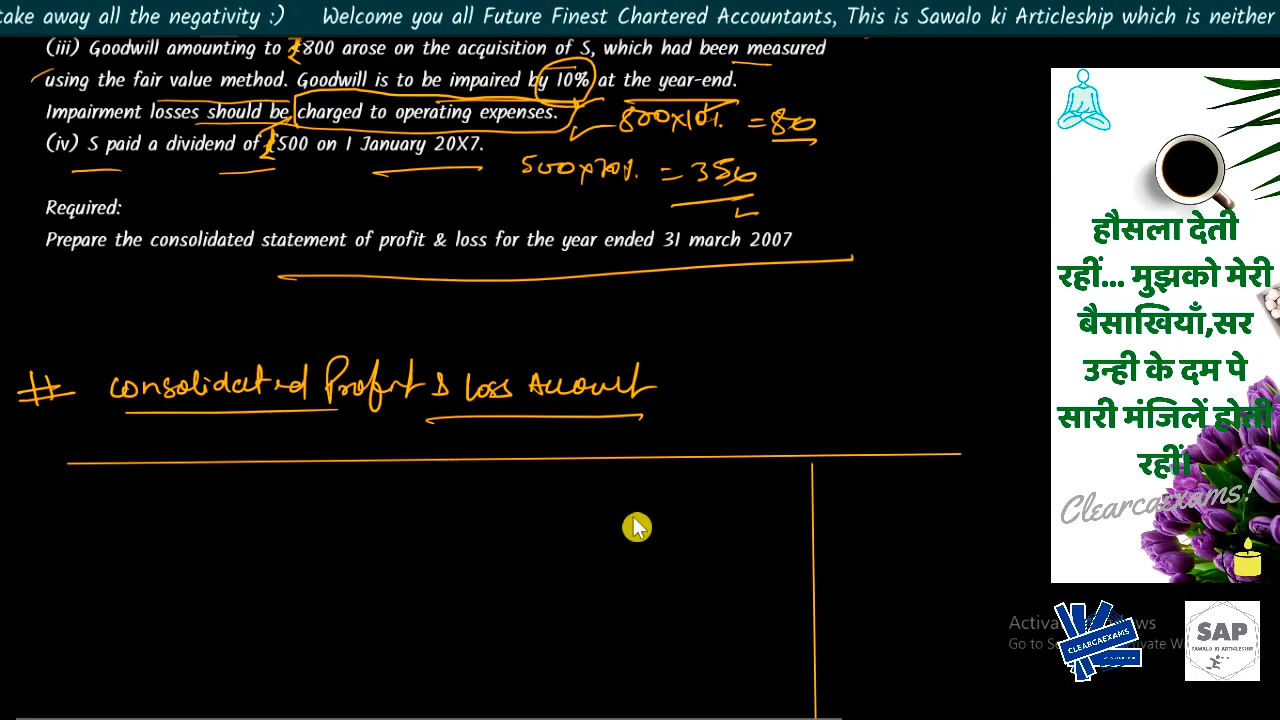 take away all the negativity :) Welcome you all Future Finest Chartered Accountants, This is Sawalo ki Articleship which is neither
(iii) Goodwill amounting to ₹800 arose on the acquisition of S, which had been measured
using the fair value method. Goodwill is to be impaired by 10% at the year-end.
Impairment losses should be charged to operating expenses.
800×10% = 80
(iv) S paid a dividend of ₹500 on 1 January 20X7.
500×70% = 350
Required:
Prepare the consolidated statement of profit & loss for the year ended 31 march 2007
# Consolidated Profit & Loss Account
हौसला देती
रहीं... मुझको मेरी
बैसाखियाँ,सर
उन्ही के दम पे
सारी मंजिलें होती
रहीं।
Clearcaexams!
CLEARCAEXAMS
SAP
SAWALO KI ARTICLESHIP